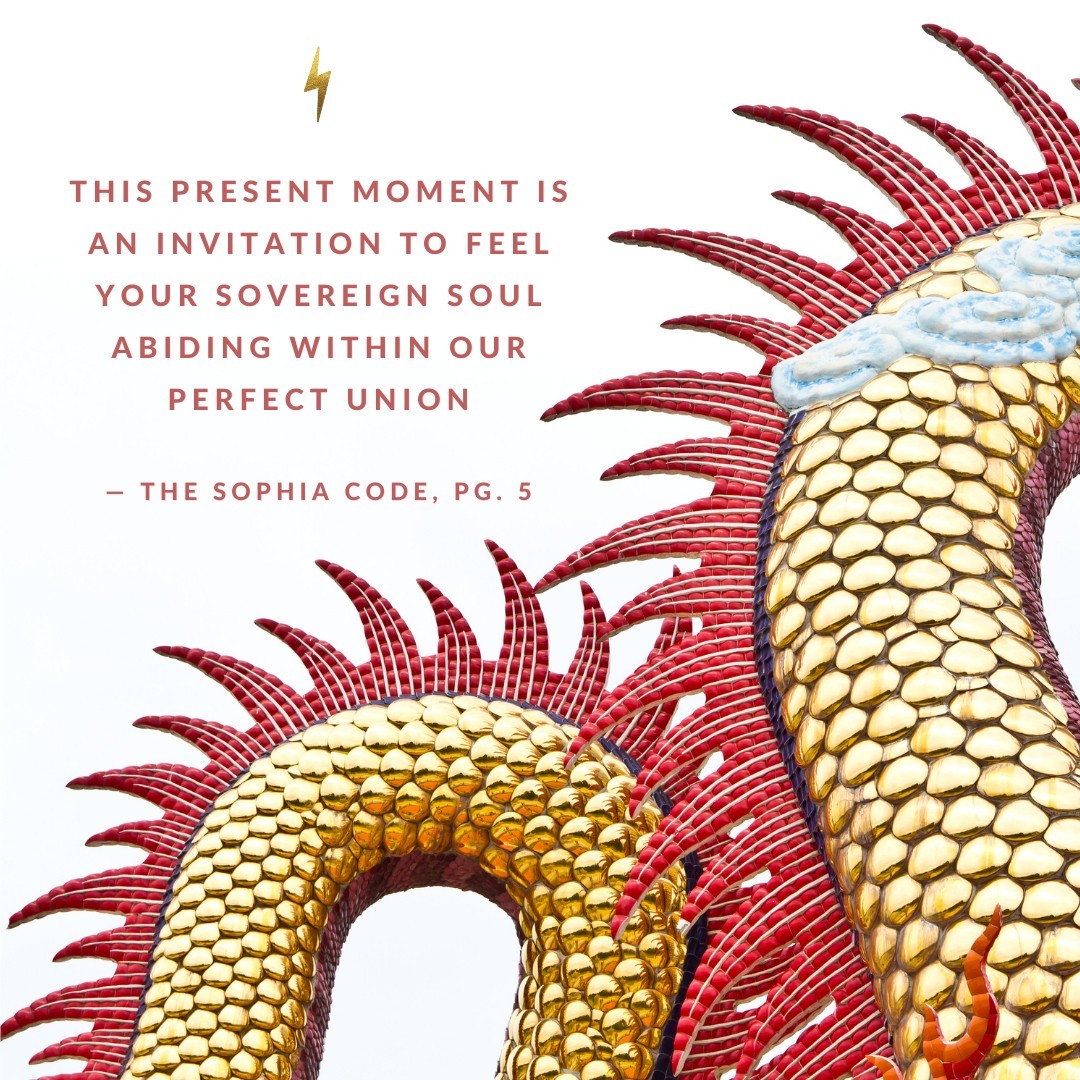 THIS PRESENT MOMENT IS
AN INVITATION TO FEEL
YOUR SOVEREIGN SOUL
ABIDING WITHIN OUR
PERFECT UNION
— THE SOPHIA CODE, PG. 5